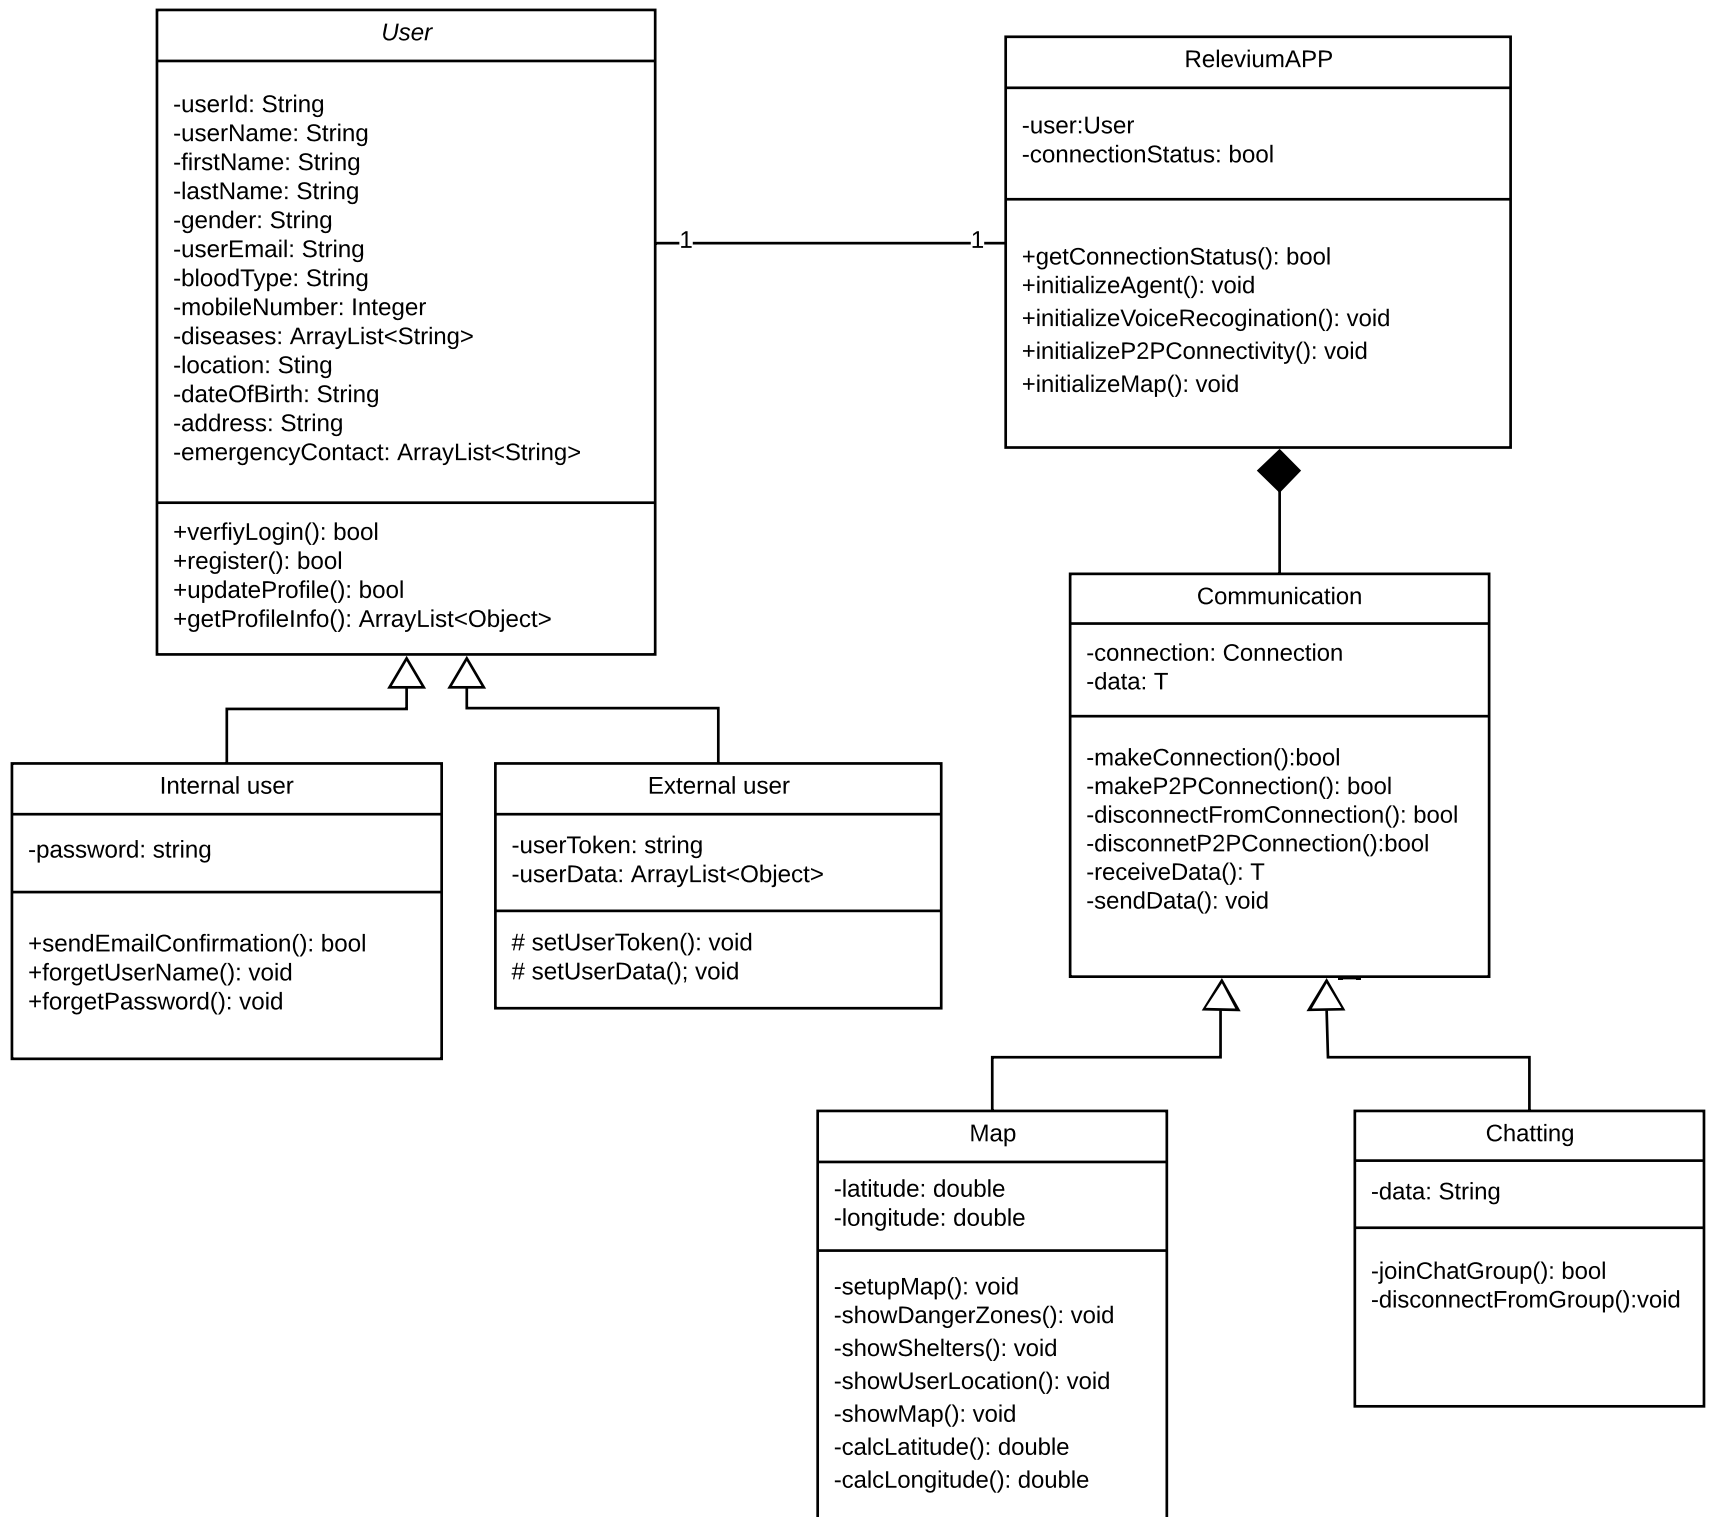 User
-userId: String
-userName: String
-firstName: String
-lastName: String
-gender: String
-userEmail: String
-bloodType: String
-mobileNumber: Integer
-diseases: ArrayList<String>
-location: Sting
-dateOfBirth: String
-address: String
-emergencyContact: ArrayList<String>
+verfiyLogin(): bool
+register(): bool
+updateProfile(): bool
+getProfileInfo(): ArrayList<Object>
1
1
ReleviumAPP
-user:User
-connectionStatus: bool
+getConnectionStatus(): bool
+initializeAgent(): void
+initializeVoiceRecogination(): void
+initializeP2PConnectivity(): void
+initializeMap(): void
Internal user
-password: string
+sendEmailConfirmation(): bool
+forgetUserName(): void
+forgetPassword(): void
External user
-userToken: string
-userData: ArrayList<Object>
# setUserToken(): void
# setUserData(); void
Communication
-connection: Connection
-data: T
-makeConnection():bool
-makeP2PConnection(): bool
-disconnectFromConnection(): bool
-disconnetP2PConnection():bool
-receiveData(): T
-sendData(): void
Map
-latitude: double
-longitude: double
-setupMap(): void
-showDangerZones(): void
-showShelters(): void
-showUserLocation(): void
-showMap(): void
-calcLatitude(): double
-calcLongitude(): double
Chatting
-data: String
-joinChatGroup(): bool
-disconnectFromGroup():void